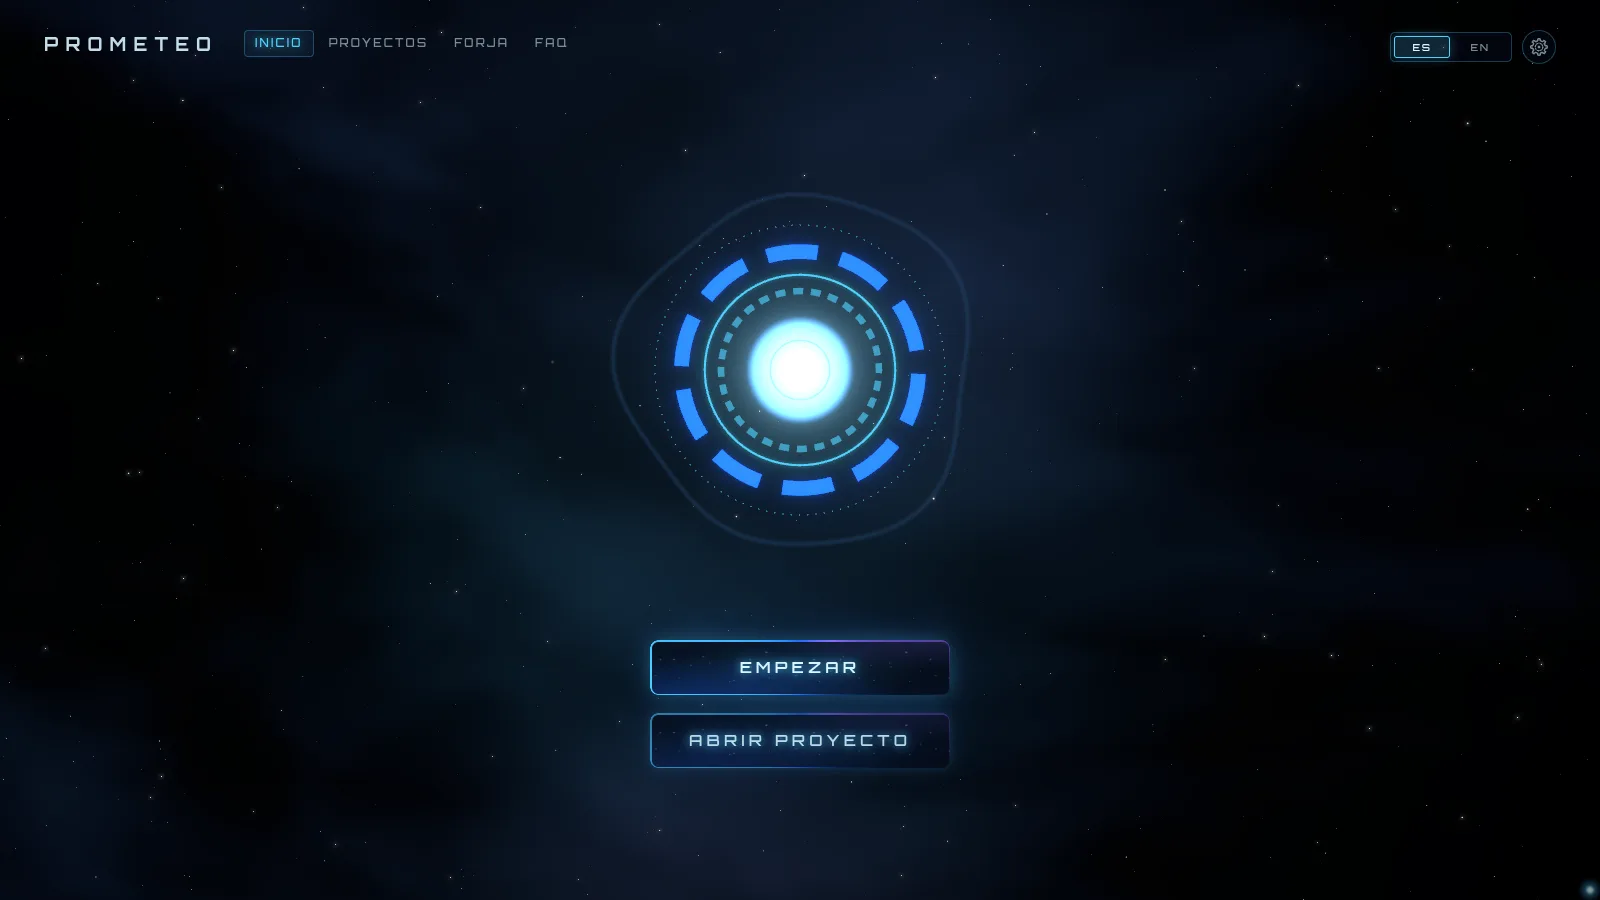 PROMETEO
INICIO
PROYECTOS
FORJA
FAQ
ES
EN
EMPEZAR
ABRIR PROYECTO